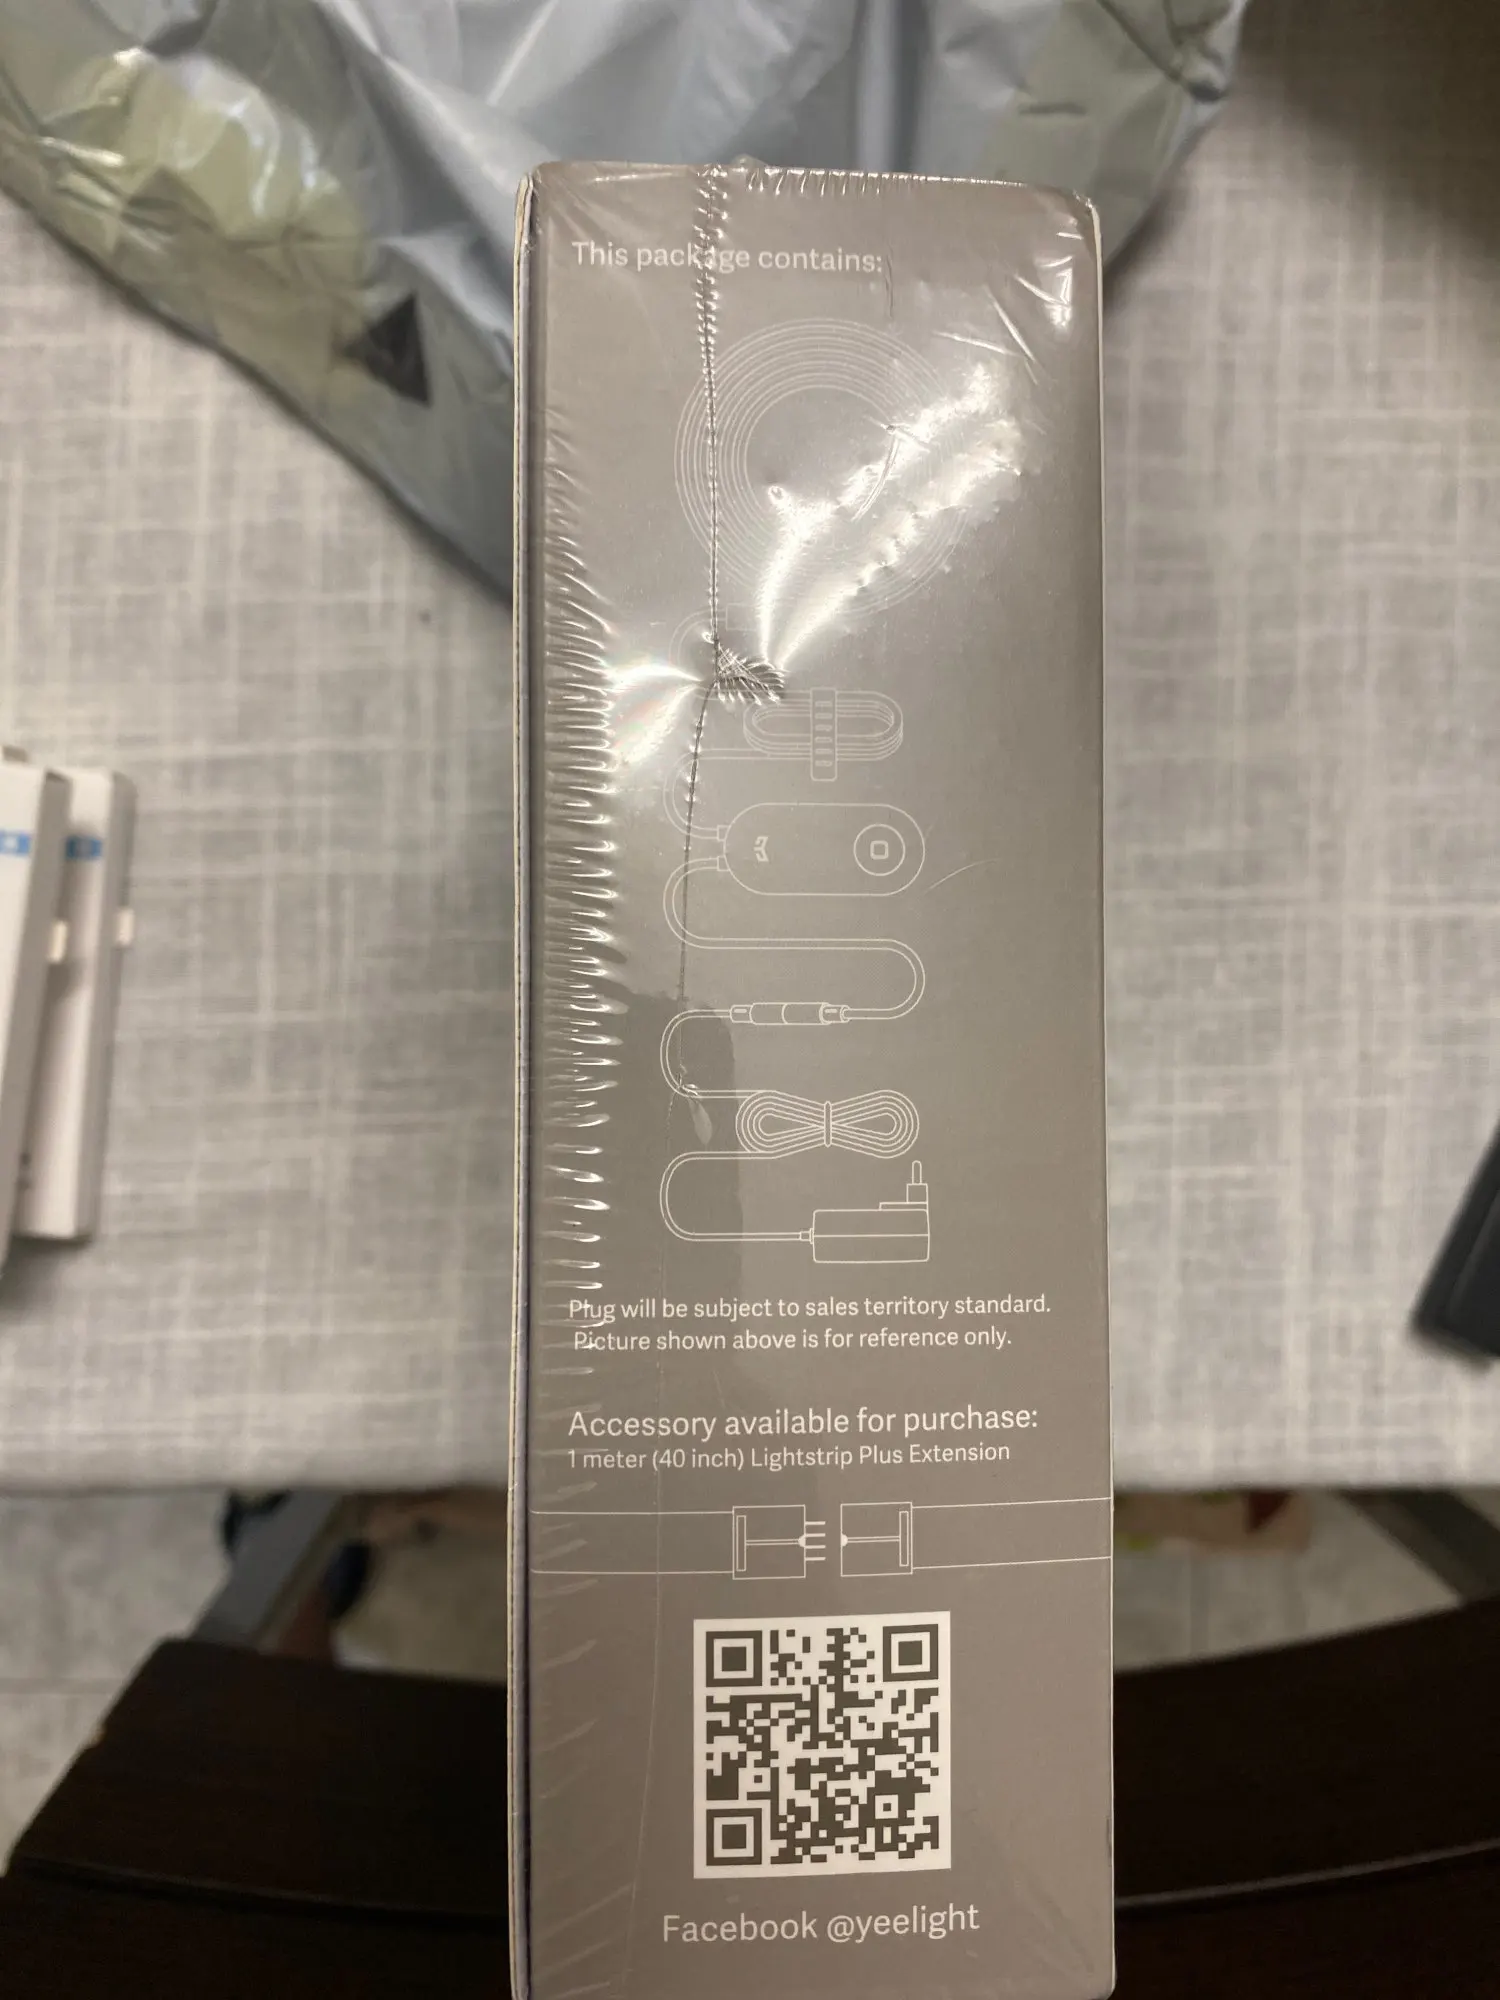 This package contains:
Plug will be subject to sales territory standard.
Picture shown above is for reference only.
Accessory available for purchase:
1 meter (40 inch) Lightstrip Plus Extension
Facebook @yeelight